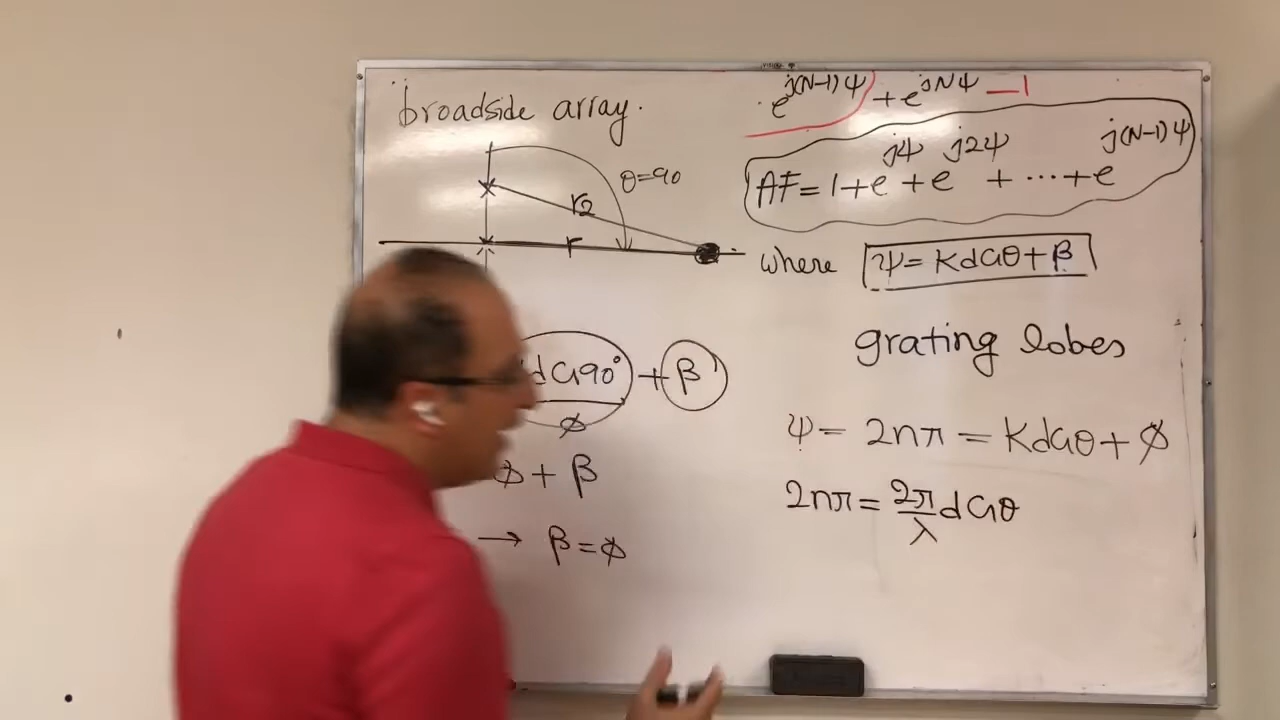 broadside array.
θ=90
r2
r
dCos90° + β
ø
ø + β
→ β = ø
e^{j(N-1)Ψ} + e^{jNΨ} - 1
AF = 1 + e^{jΨ} + e^{j2Ψ} + ... + e^{j(N-1)Ψ}
where Ψ = KdCosθ + β
grating lobes
Ψ = 2nπ = KdCosθ + ø
2nπ = 2π/λ dCosθ